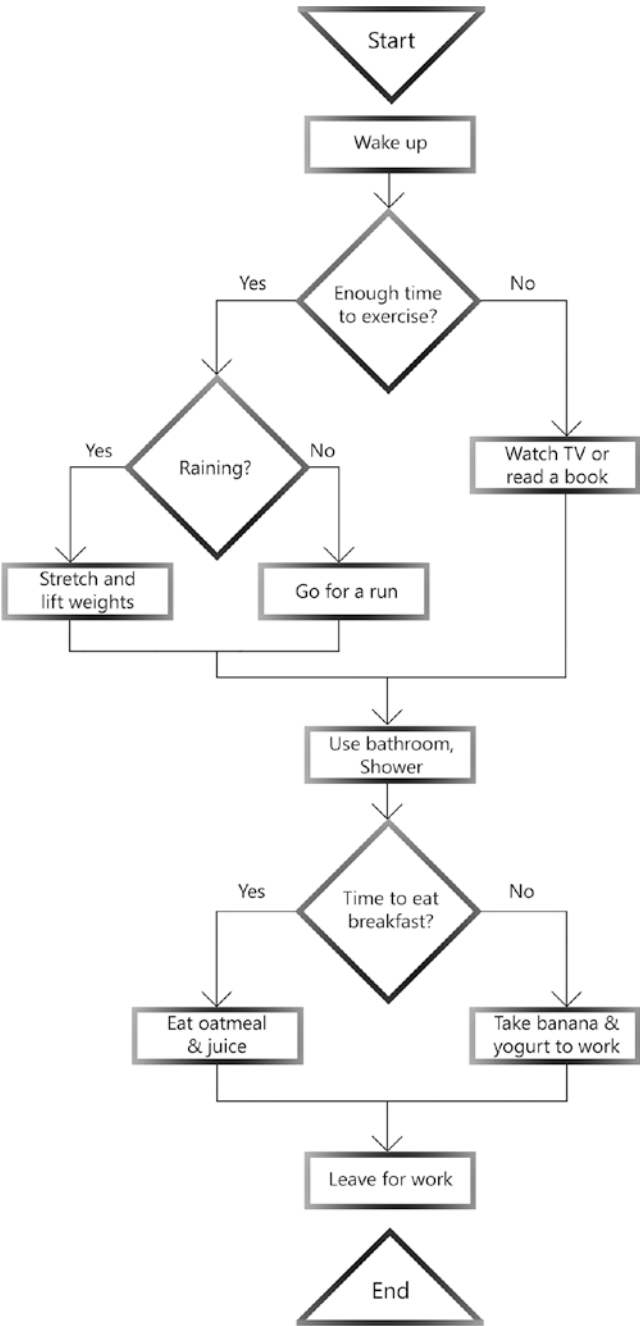 Start
Wake up
Enough time
to exercise?
Yes
No
Raining?
Yes
No
Watch TV or
read a book
Stretch and
lift weights
Go for a run
Use bathroom,
Shower
Time to eat
breakfast?
Yes
No
Eat oatmeal
& juice
Take banana &
yogurt to work
Leave for work
End